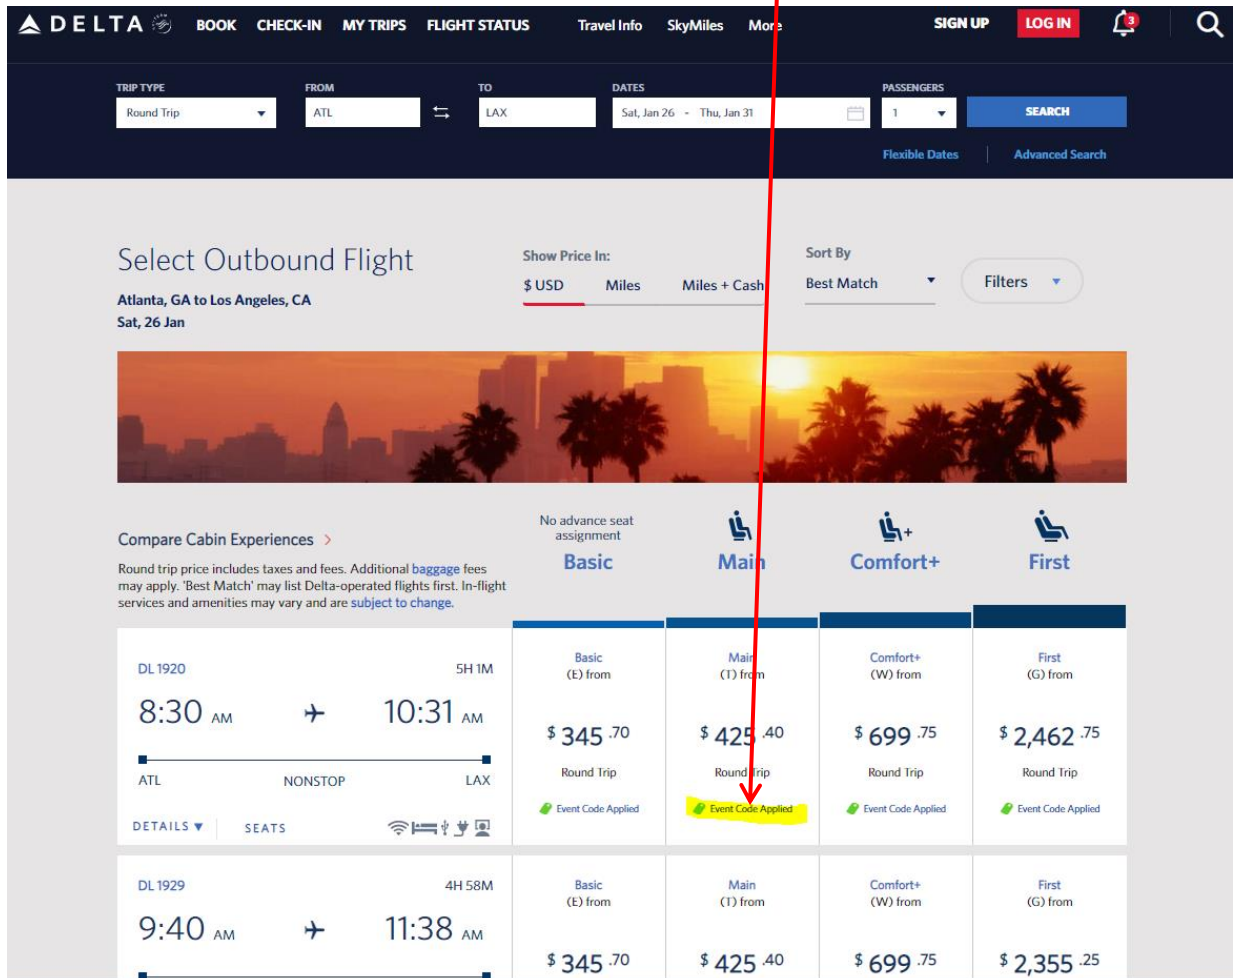 DELTA BOOK CHECK-IN MY TRIPS FLIGHT STATUS Travel Info SkyMiles More SIGN UP LOG IN 3
TRIP TYPE FROM TO DATES PASSENGERS
Round Trip ATL LAX Sat, Jan 26 - Thu, Jan 31 1 SEARCH
Flexible Dates Advanced Search
Select Outbound Flight
Atlanta, GA to Los Angeles, CA
Sat, 26 Jan
Show Price In:
$ USD Miles Miles + Cash
Sort By
Best Match
Filters
Compare Cabin Experiences >
Round trip price includes taxes and fees. Additional baggage fees
may apply. 'Best Match' may list Delta-operated flights first. In-flight
services and amenities may vary and are subject to change.
No advance seat
assignment
Basic Main Comfort+ First
DL 1920 5H 1M
8:30 AM 10:31 AM
ATL NONSTOP LAX
DETAILS SEATS
Basic
(E) from
$ 345 .70
Round Trip
Event Code Applied
Main
(T) from
$ 425 .40
Round Trip
Event Code Applied
Comfort+
(W) from
$ 699 .75
Round Trip
Event Code Applied
First
(G) from
$ 2,462 .75
Round Trip
Event Code Applied
DL 1929 4H 58M
9:40 AM 11:38 AM
Basic
(E) from
$ 345 .70
Main
(T) from
$ 425 .40
Comfort+
(W) from
$ 699 .75
First
(G) from
$ 2,355 .25